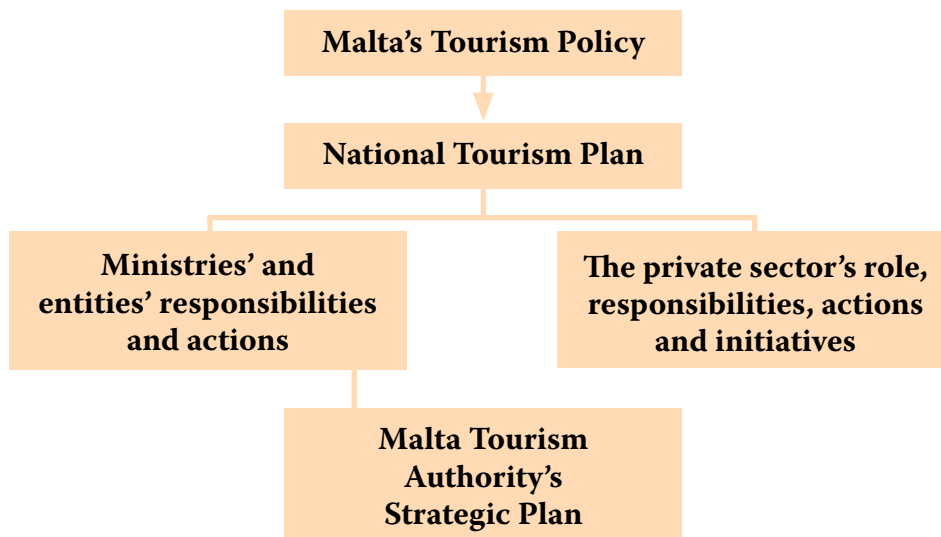 Malta’s Tourism Policy
National Tourism Plan
Ministries’ and
entities’ responsibilities
and actions
The private sector’s role,
responsibilities, actions
and initiatives
Malta Tourism
Authority’s
Strategic Plan